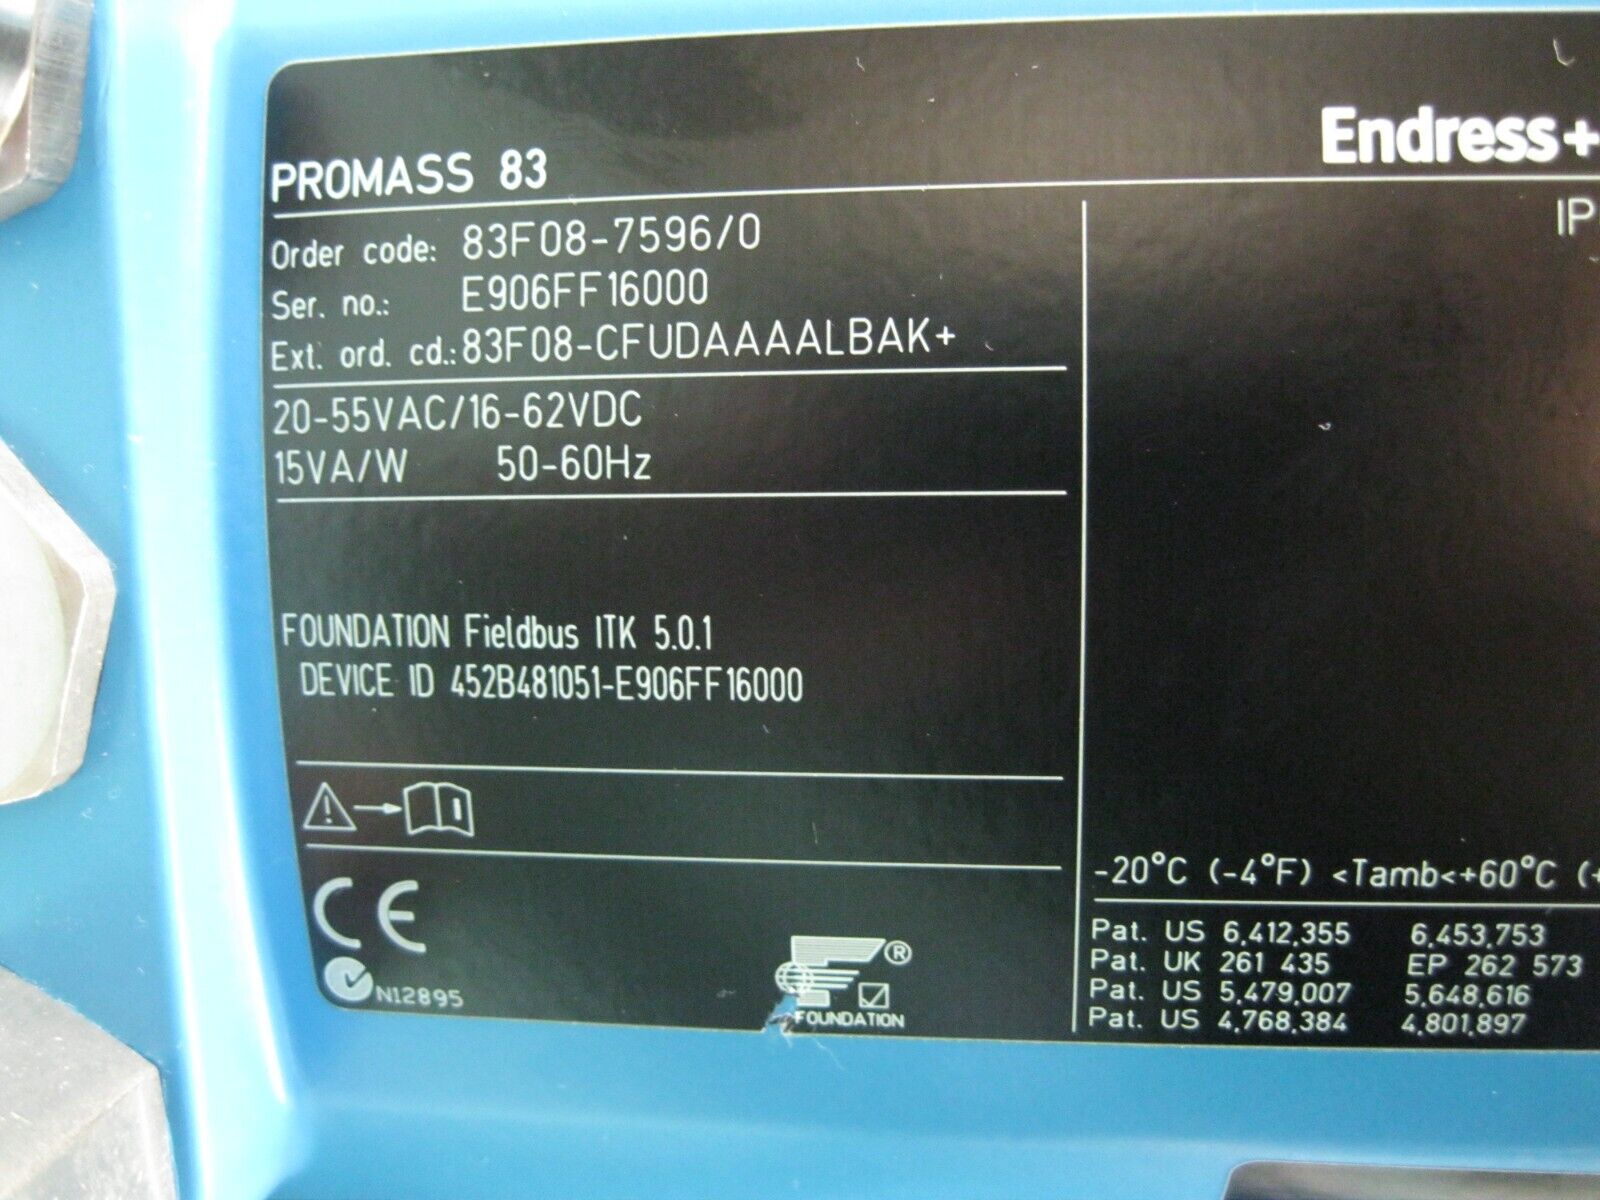 Endress+
PROMASS 83
IP
Order code: 83F08-7596/0
Ser. no.: E906FF16000
Ext. ord. cd.: 83F08-CFUDAAAALBAK+
20-55VAC/16-62VDC
15VA/W 50-60Hz
FOUNDATION Fieldbus ITK 5.0.1
DEVICE ID 452B481051-E906FF16000
-20°C (-4°F) <Tamb<+60°C (+
Pat. US 6,412,355 6,453,753
Pat. UK 261 435 EP 262 573
Pat. US 5,479,007 5,648,616
Pat. US 4,768,384 4,801,897
CE
N12895
®
FOUNDATION